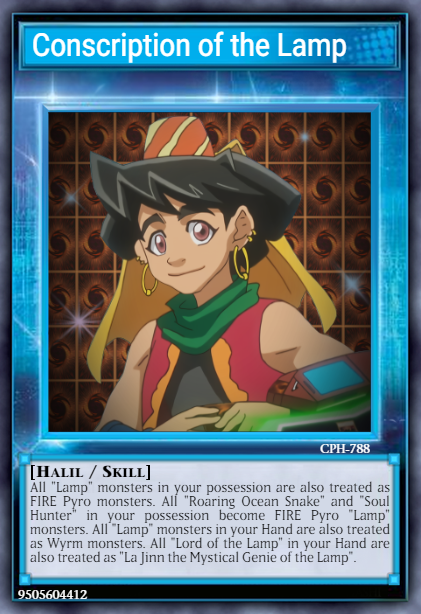 Conscription of the Lamp
CPH-788
[HALIL / SKILL]
All "Lamp" monsters in your possession are also treated as
FIRE Pyro monsters. All "Roaring Ocean Snake" and "Soul
Hunter" in your possession become FIRE Pyro "Lamp"
monsters. All "Lamp" monsters in your Hand are also treated
as Wyrm monsters. All "Lord of the Lamp" in your Hand are
also treated as "La Jinn the Mystical Genie of the Lamp".
9505604412